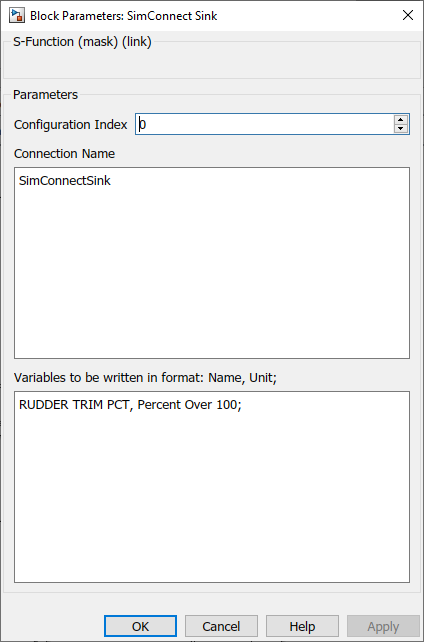 Block Parameters: SimConnect Sink
S-Function (mask) (link)
Parameters
Configuration Index 0
Connection Name
SimConnectSink
Variables to be written in format: Name, Unit;
RUDDER TRIM PCT, Percent Over 100;
OK Cancel Help Apply